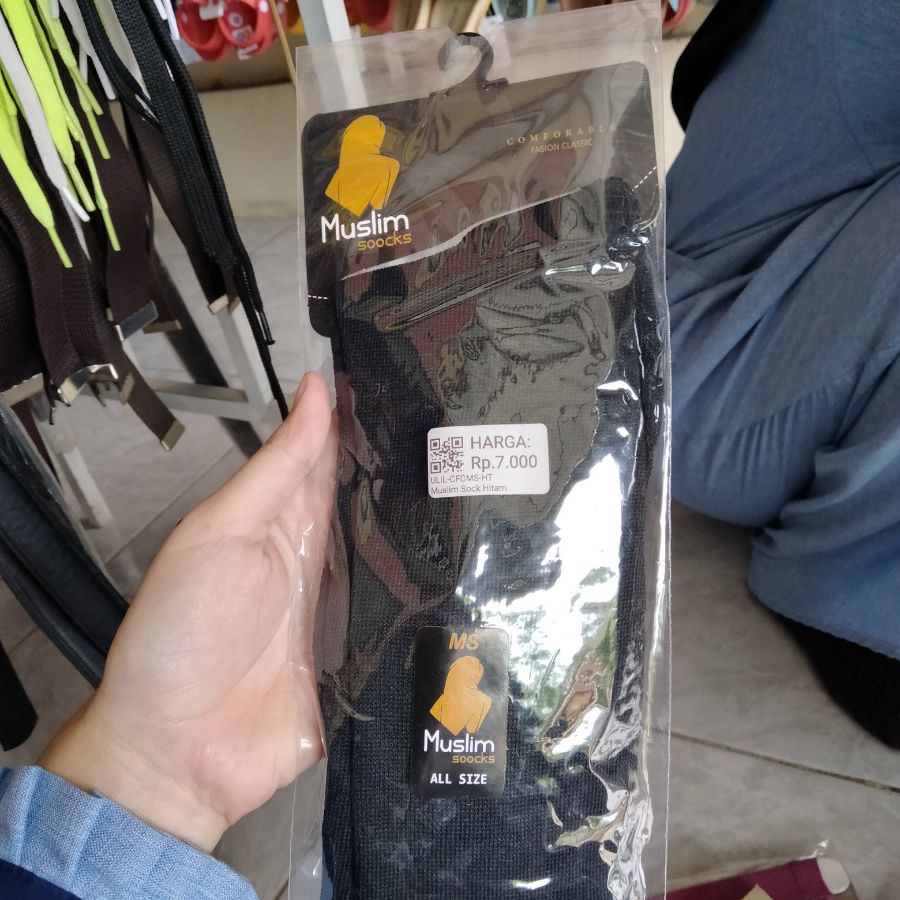 COMFORABLE
FASION CLASSIC
Muslim
soocks
HARGA:
Rp.7.000
ULIL-CFCMS-HT
Muslim Sock Hitam
MS
Muslim
soocks
ALL SIZE